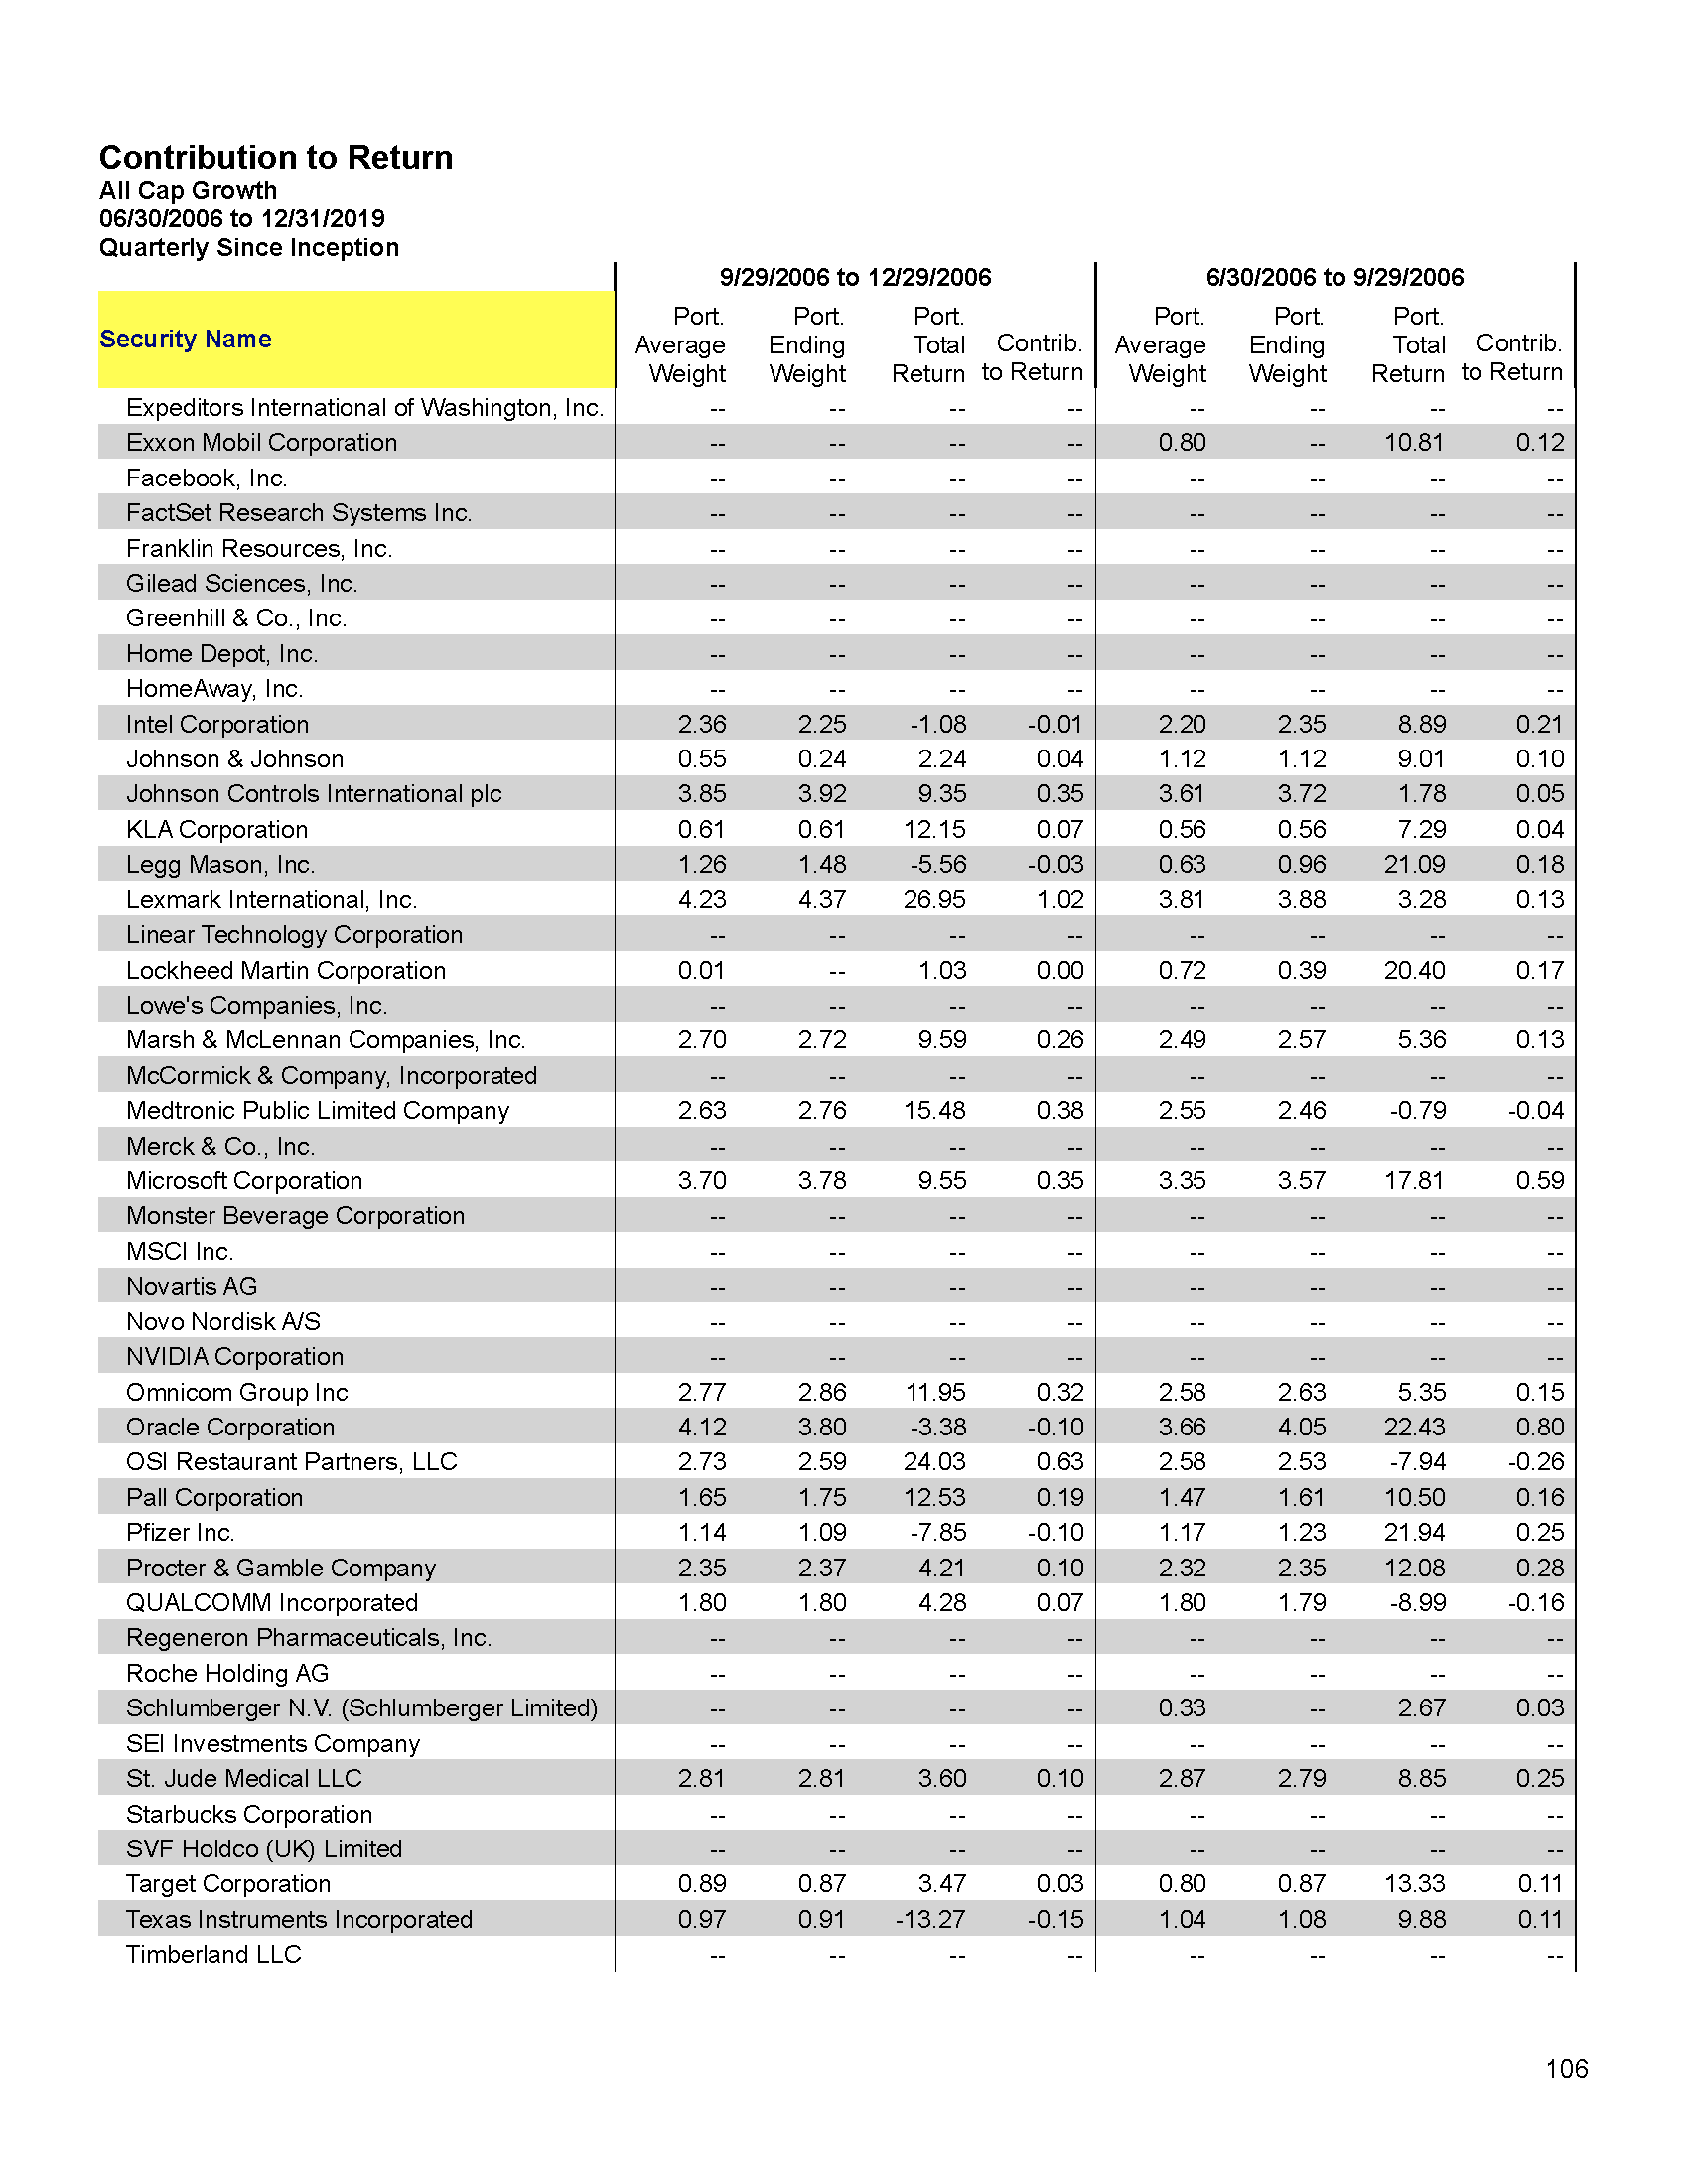 Contribution to Return
All Cap Growth
06/30/2006 to 12/31/2019
Quarterly Since Inception
9/29/2006 to 12/29/2006 6/30/2006 to 9/29/2006
Security Name Port. Average Weight Port. Ending Weight Port. Total Return Contrib. to Return Port. Average Weight Port. Ending Weight Port. Total Return Contrib. to Return
Expeditors International of Washington, Inc. -- -- -- -- -- -- -- --
Exxon Mobil Corporation -- -- -- -- 0.80 -- 10.81 0.12
Facebook, Inc. -- -- -- -- -- -- -- --
FactSet Research Systems Inc. -- -- -- -- -- -- -- --
Franklin Resources, Inc. -- -- -- -- -- -- -- --
Gilead Sciences, Inc. -- -- -- -- -- -- -- --
Greenhill & Co., Inc. -- -- -- -- -- -- -- --
Home Depot, Inc. -- -- -- -- -- -- -- --
HomeAway, Inc. -- -- -- -- -- -- -- --
Intel Corporation 2.36 2.25 -1.08 -0.01 2.20 2.35 8.89 0.21
Johnson & Johnson 0.55 0.24 2.24 0.04 1.12 1.12 9.01 0.10
Johnson Controls International plc 3.85 3.92 9.35 0.35 3.61 3.72 1.78 0.05
KLA Corporation 0.61 0.61 12.15 0.07 0.56 0.56 7.29 0.04
Legg Mason, Inc. 1.26 1.48 -5.56 -0.03 0.63 0.96 21.09 0.18
Lexmark International, Inc. 4.23 4.37 26.95 1.02 3.81 3.88 3.28 0.13
Linear Technology Corporation -- -- -- -- -- -- -- --
Lockheed Martin Corporation 0.01 -- 1.03 0.00 0.72 0.39 20.40 0.17
Lowe's Companies, Inc. -- -- -- -- -- -- -- --
Marsh & McLennan Companies, Inc. 2.70 2.72 9.59 0.26 2.49 2.57 5.36 0.13
McCormick & Company, Incorporated -- -- -- -- -- -- -- --
Medtronic Public Limited Company 2.63 2.76 15.48 0.38 2.55 2.46 -0.79 -0.04
Merck & Co., Inc. -- -- -- -- -- -- -- --
Microsoft Corporation 3.70 3.78 9.55 0.35 3.35 3.57 17.81 0.59
Monster Beverage Corporation -- -- -- -- -- -- -- --
MSCI Inc. -- -- -- -- -- -- -- --
Novartis AG -- -- -- -- -- -- -- --
Novo Nordisk A/S -- -- -- -- -- -- -- --
NVIDIA Corporation -- -- -- -- -- -- -- --
Omnicom Group Inc 2.77 2.86 11.95 0.32 2.58 2.63 5.35 0.15
Oracle Corporation 4.12 3.80 -3.38 -0.10 3.66 4.05 22.43 0.80
OSI Restaurant Partners, LLC 2.73 2.59 24.03 0.63 2.58 2.53 -7.94 -0.26
Pall Corporation 1.65 1.75 12.53 0.19 1.47 1.61 10.50 0.16
Pfizer Inc. 1.14 1.09 -7.85 -0.10 1.17 1.23 21.94 0.25
Procter & Gamble Company 2.35 2.37 4.21 0.10 2.32 2.35 12.08 0.28
QUALCOMM Incorporated 1.80 1.80 4.28 0.07 1.80 1.79 -8.99 -0.16
Regeneron Pharmaceuticals, Inc. -- -- -- -- -- -- -- --
Roche Holding AG -- -- -- -- -- -- -- --
Schlumberger N.V. (Schlumberger Limited) -- -- -- -- 0.33 -- 2.67 0.03
SEI Investments Company -- -- -- -- -- -- -- --
St. Jude Medical LLC 2.81 2.81 3.60 0.10 2.87 2.79 8.85 0.25
Starbucks Corporation -- -- -- -- -- -- -- --
SVF Holdco (UK) Limited -- -- -- -- -- -- -- --
Target Corporation 0.89 0.87 3.47 0.03 0.80 0.87 13.33 0.11
Texas Instruments Incorporated 0.97 0.91 -13.27 -0.15 1.04 1.08 9.88 0.11
Timberland LLC -- -- -- -- -- -- -- --
106